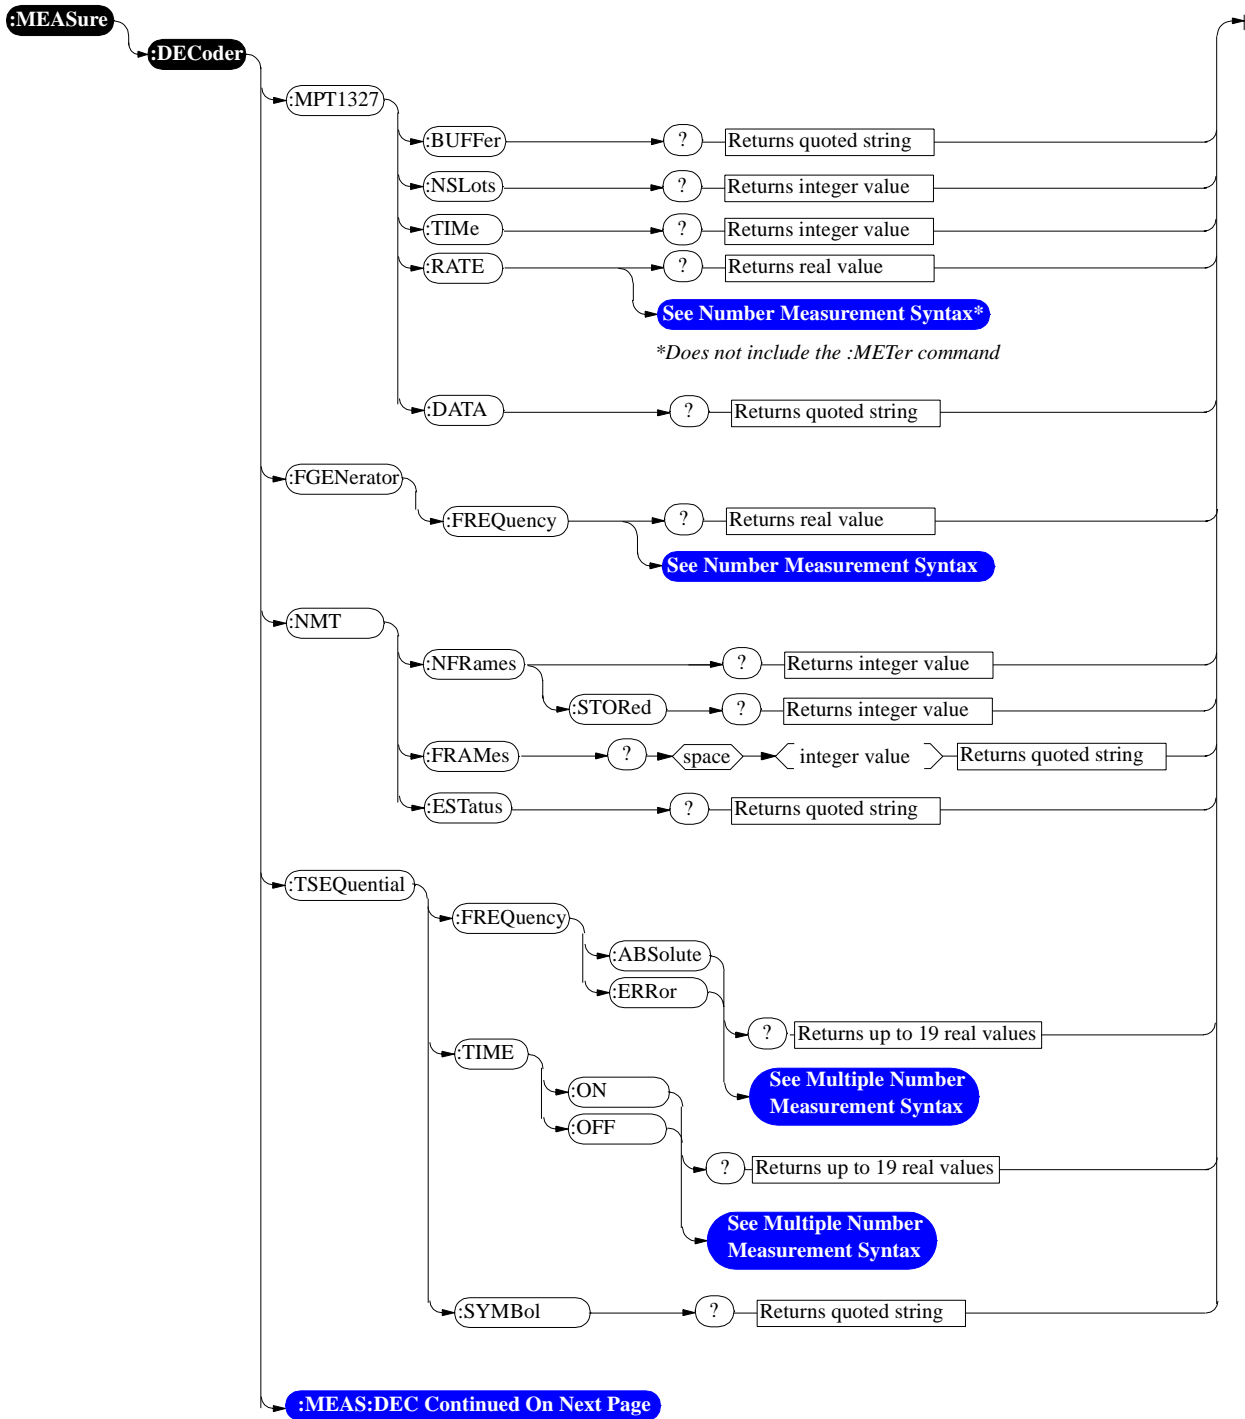 :MEASure
:DECoder
:MPT1327
:BUFFer ? Returns quoted string
:NSLots ? Returns integer value
:TIMe ? Returns integer value
:RATE ? Returns real value
See Number Measurement Syntax*
*Does not include the :METer command
:DATA ? Returns quoted string
:FGENerator
:FREQuency ? Returns real value
See Number Measurement Syntax
:NMT
:NFRames ? Returns integer value
:STORed ? Returns integer value
:FRAMes ? space integer value Returns quoted string
:ESTatus ? Returns quoted string
:TSEQuential
:FREQuency
:ABSolute
:ERRor
? Returns up to 19 real values
See Multiple Number
Measurement Syntax
:TIME
:ON
:OFF
? Returns up to 19 real values
See Multiple Number
Measurement Syntax
:SYMBol ? Returns quoted string
:MEAS:DEC Continued On Next Page